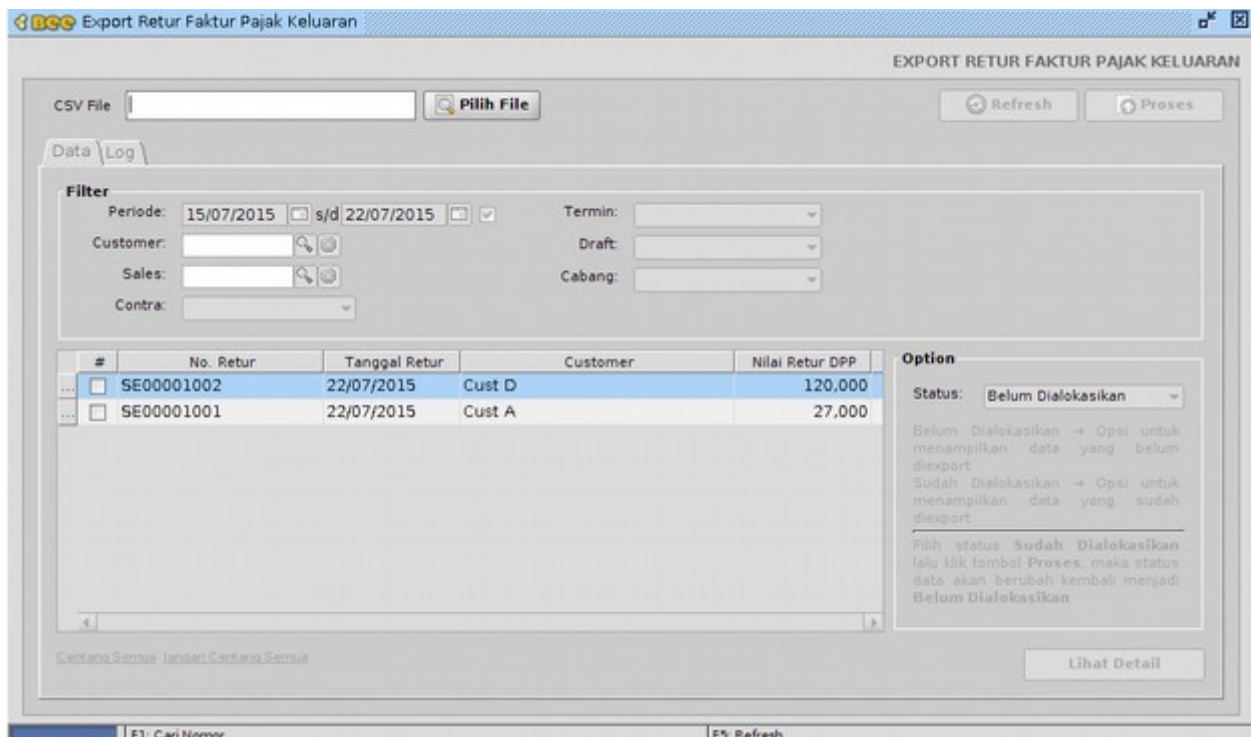 BEE Export Retur Faktur Pajak Keluaran
EXPORT RETUR FAKTUR PAJAK KELUARAN
CSV File Pilih File Refresh Proses
Data Log
Filter
Periode: 15/07/2015 s/d 22/07/2015 Termin:
Customer: Draft:
Sales: Cabang:
Contra:
# No. Retur Tanggal Retur Customer Nilai Retur DPP
... SE00001002 22/07/2015 Cust D 120,000
... SE00001001 22/07/2015 Cust A 27,000
Option
Status: Belum Dialokasikan
Belum Dialokasikan → Opsi untuk
menampilkan data yang belum
diexport
Sudah Dialokasikan → Opsi untuk
menampilkan data yang sudah
diexport
Pilih status Sudah Dialokasikan
lalu klik tombol Proses, maka status
data akan berubah kembali menjadi
Belum Dialokasikan
Centang Semua Jangan Centang Semua
Lihat Detail
F1: Cari Nomor F5: Refresh